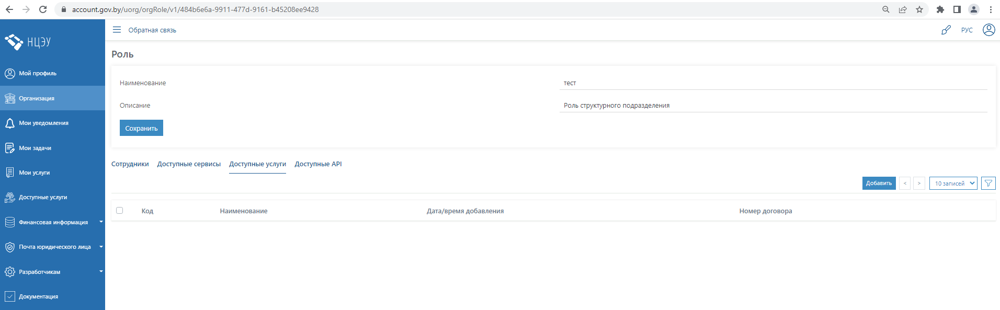 account.gov.by/uorg/orgRole/v1/484b6e6a-9911-477d-9161-b45208ee9428
НЦЭУ
Мой профиль
Организация
Мои уведомления
Мои задачи
Мои услуги
Доступные услуги
Финансовая информация
Почта юридического лица
Разработчикам
Документация
Обратная связь
РУС
Роль
Наименование
тест
Описание
Роль структурного подразделения
Сохранить
Сотрудники Доступные сервисы Доступные услуги Доступные API
Добавить < > 10 записей
Код Наименование Дата/время добавления Номер договора